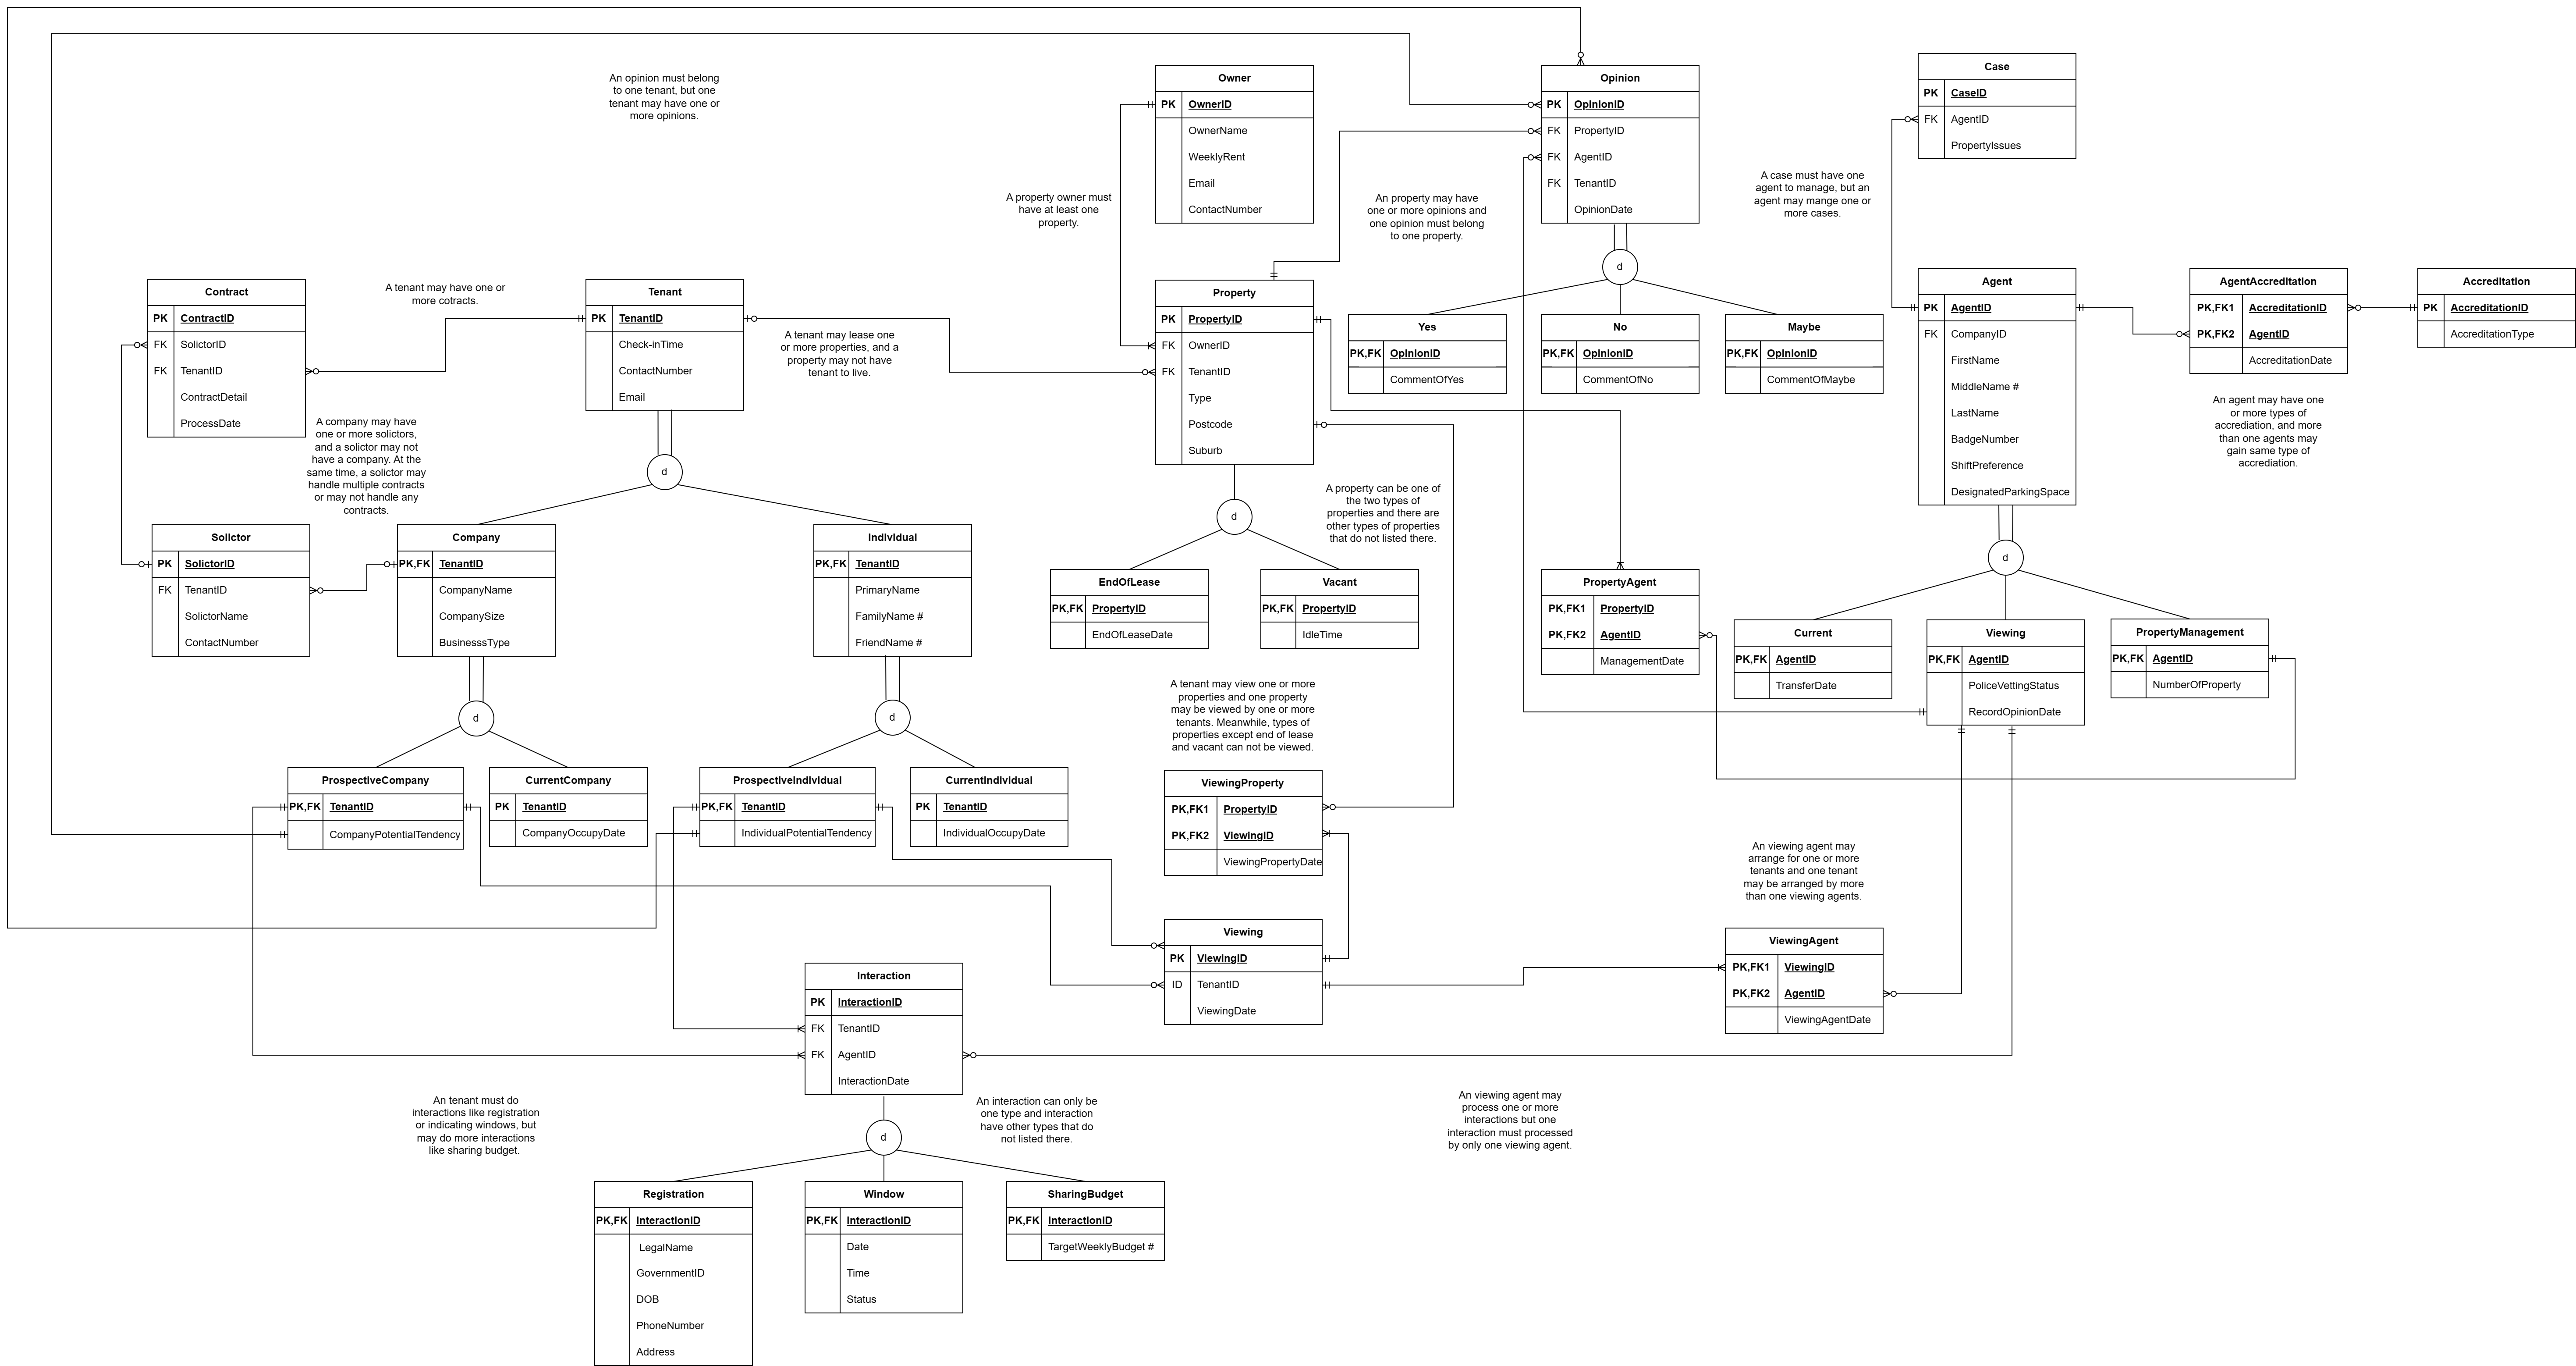 An opinion must belong
to one tenant, but one
tenant may have one or
more opinions.
Owner
PK OwnerID
OwnerName
WeeklyRent
Email
ContactNumber
A property owner must
have at least one
property.
Opinion
PK OpinionID
FK PropertyID
FK AgentID
FK TenantID
OpinionDate
An property may have
one or more opinions and
one opinion must belong
to one property.
Case
PK CaseID
FK AgentID
PropertyIssues
A case must have one
agent to manage, but an
agent may mange one or
more cases.
Contract
PK ContractID
FK SolictorID
FK TenantID
ContractDetail
ProcessDate
A tenant may have one or
more cotracts.
Tenant
PK TenantID
Check-inTime
ContactNumber
Email
A tenant may lease one
or more properties, and a
property may not have
tenant to live.
Property
PK PropertyID
FK OwnerID
FK TenantID
Type
Postcode
Suburb
d
Yes
PK,FK OpinionID
CommentOfYes
No
PK,FK OpinionID
CommentOfNo
Maybe
PK,FK OpinionID
CommentOfMaybe
Agent
PK AgentID
FK CompanyID
FirstName
MiddleName #
LastName
BadgeNumber
ShiftPreference
DesignatedParkingSpace
AgentAccreditation
PK,FK1 AccreditationID
PK,FK2 AgentID
AccreditationDate
Accreditation
PK AccreditationID
AccreditationType
An agent may have one
or more types of
accrediation, and more
than one agents may
gain same type of
accrediation.
A company may have
one or more solictors,
and a solictor may not
have a company. At the
same time, a solictor may
handle multiple contracts
or may not handle any
contracts.
d
d
A property can be one of
the two types of
properties and there are
other types of properties
that do not listed there.
d
Solictor
PK SolictorID
FK TenantID
SolictorName
ContactNumber
Company
PK,FK TenantID
CompanyName
CompanySize
BusinesssType
Individual
PK,FK TenantID
PrimaryName
FamilyName #
FriendName #
EndOfLease
PK,FK PropertyID
EndOfLeaseDate
Vacant
PK,FK PropertyID
IdleTime
PropertyAgent
PK,FK1 PropertyID
PK,FK2 AgentID
ManagementDate
Current
PK,FK AgentID
TransferDate
Viewing
PK,FK AgentID
PoliceVettingStatus
RecordOpinionDate
PropertyManagement
PK,FK AgentID
NumberOfProperty
d
d
A tenant may view one or more
properties and one property
may be viewed by one or more
tenants. Meanwhile, types of
properties except end of lease
and vacant can not be viewed.
ProspectiveCompany
PK,FK TenantID
CompanyPotentialTendency
CurrentCompany
PK TenantID
CompanyOccupyDate
ProspectiveIndividual
PK,FK TenantID
IndividualPotentialTendency
CurrentIndividual
PK TenantID
IndividualOccupyDate
ViewingProperty
PK,FK1 PropertyID
PK,FK2 ViewingID
ViewingPropertyDate
An viewing agent may
arrange for one or more
tenants and one tenant
may be arranged by more
than one viewing agents.
Viewing
PK ViewingID
ID TenantID
ViewingDate
ViewingAgent
PK,FK1 ViewingID
PK,FK2 AgentID
ViewingAgentDate
Interaction
PK InteractionID
FK TenantID
FK AgentID
InteractionDate
An tenant must do
interactions like registration
or indicating windows, but
may do more interactions
like sharing budget.
d
An interaction can only be
one type and interaction
have other types that do
not listed there.
An viewing agent may
process one or more
interactions but one
interaction must processed
by only one viewing agent.
Registration
PK,FK InteractionID
LegalName
GovernmentID
DOB
PhoneNumber
Address
Window
PK,FK InteractionID
Date
Time
Status
SharingBudget
PK,FK InteractionID
TargetWeeklyBudget #